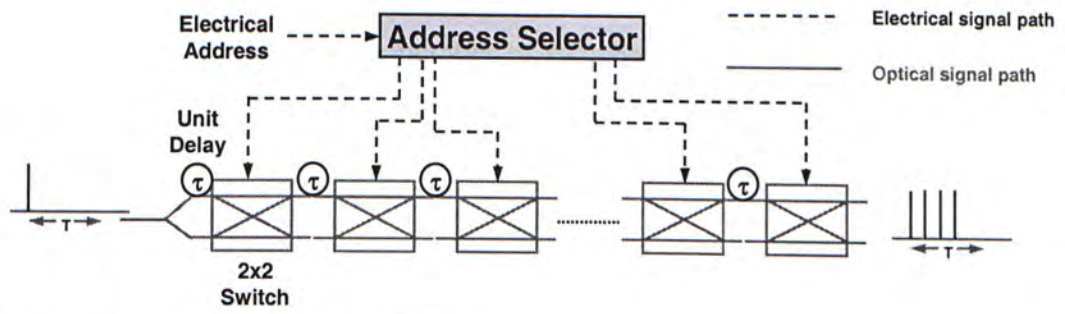 Electrical
Address
Address Selector
Electrical signal path
Optical signal path
Unit
Delay
τ
τ
τ
τ
T
T
2x2
Switch